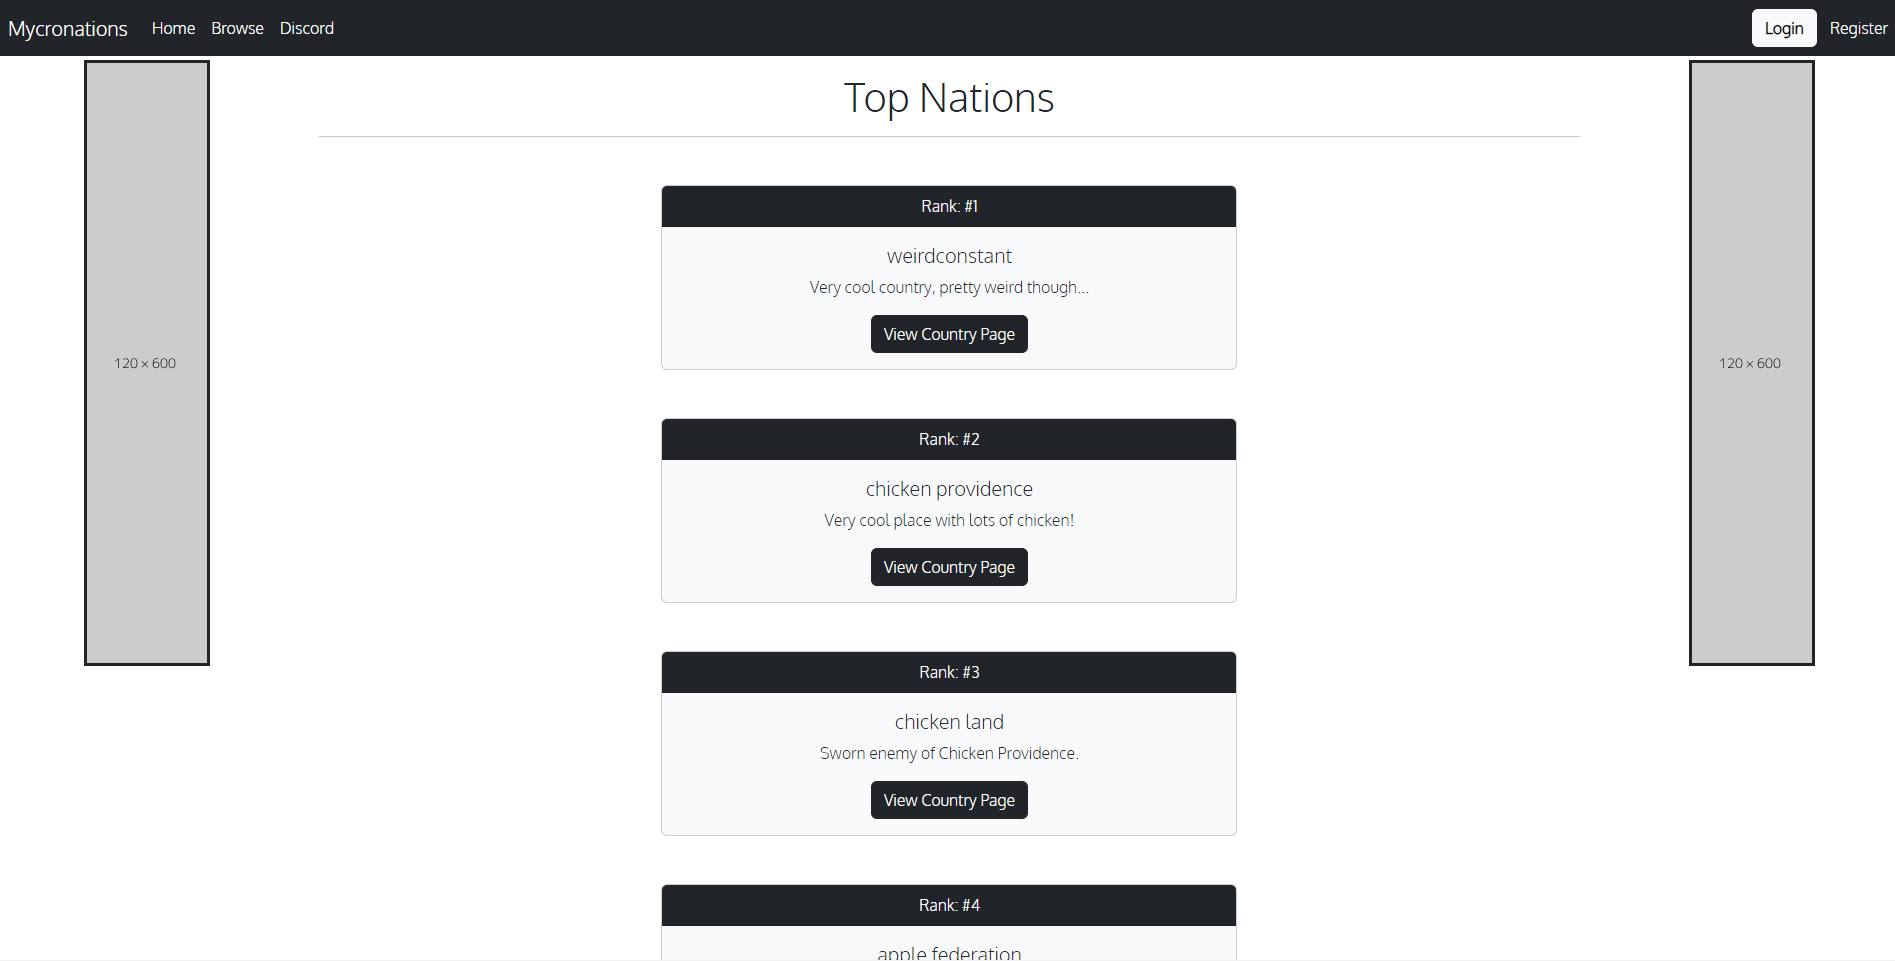 Mycronations Home Browse Discord Login Register
Top Nations
120 × 600
120 × 600
Rank: #1
weirdconstant
Very cool country, pretty weird though...
View Country Page
Rank: #2
chicken providence
Very cool place with lots of chicken!
View Country Page
Rank: #3
chicken land
Sworn enemy of Chicken Providence.
View Country Page
Rank: #4
apple federation